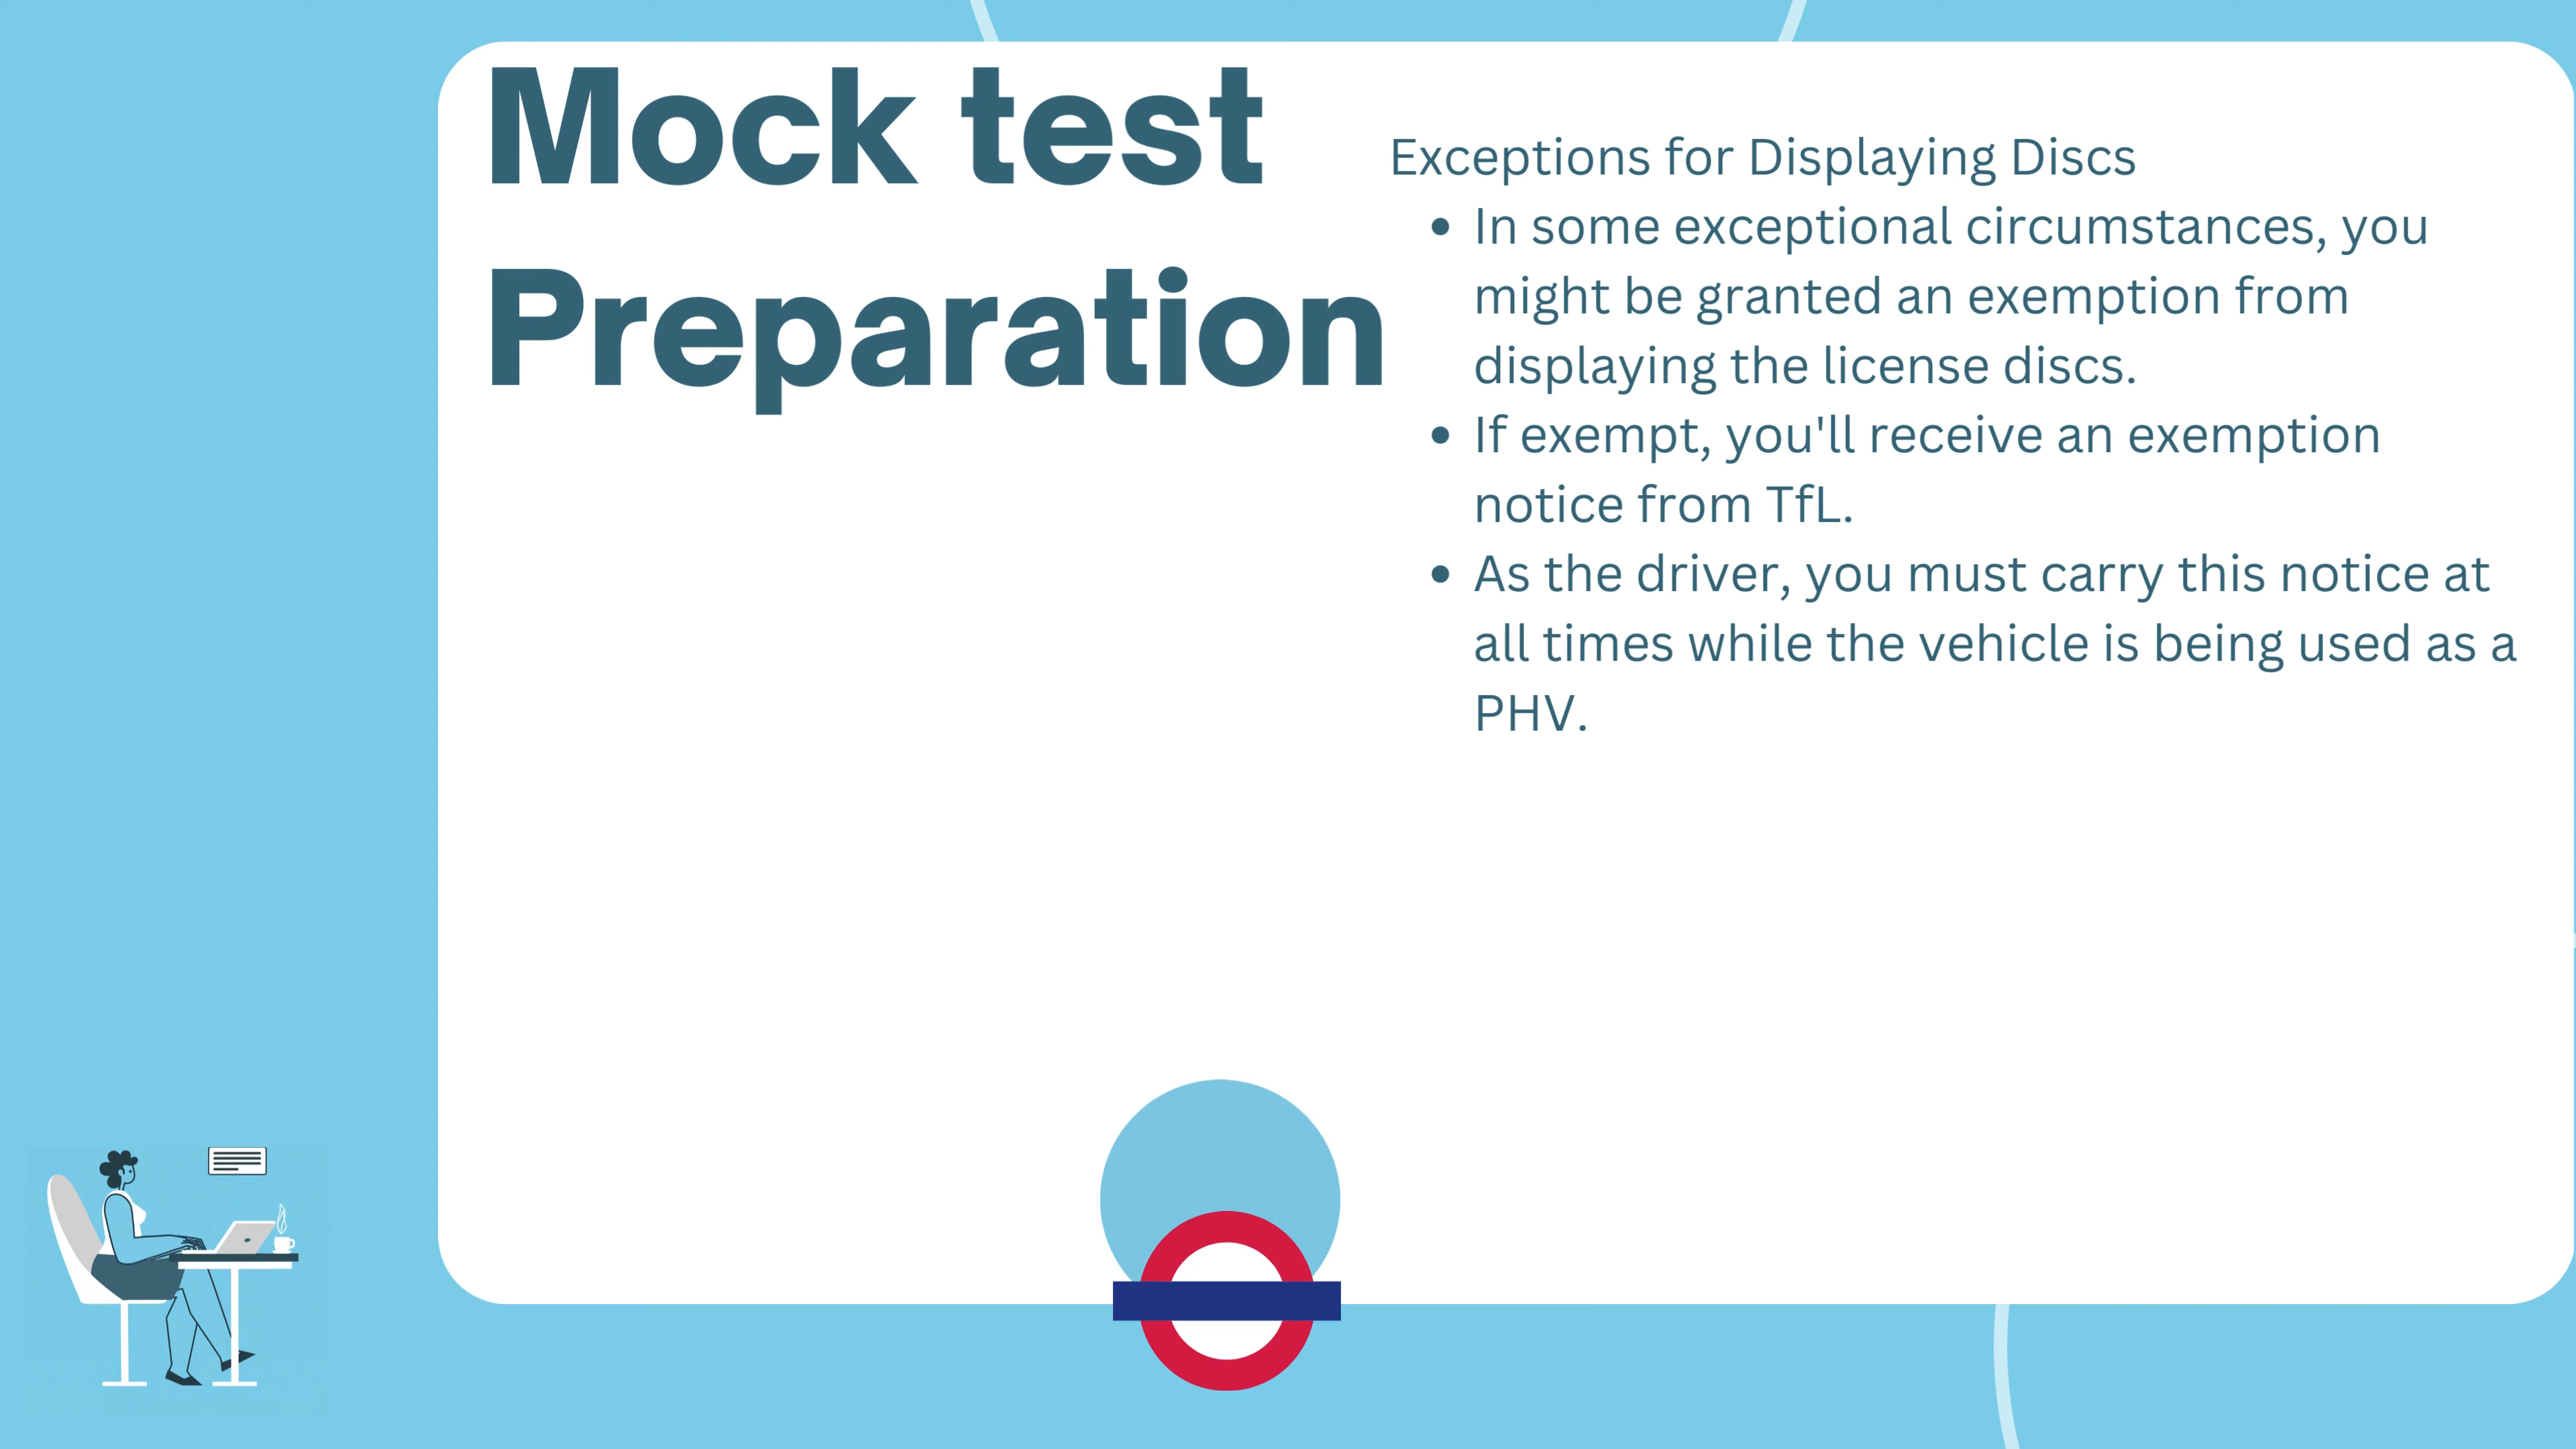 Mock test
Preparation
Exceptions for Displaying Discs
• In some exceptional circumstances, you
might be granted an exemption from
displaying the license discs.
• If exempt, you'll receive an exemption
notice from TfL.
• As the driver, you must carry this notice at
all times while the vehicle is being used as a
PHV.